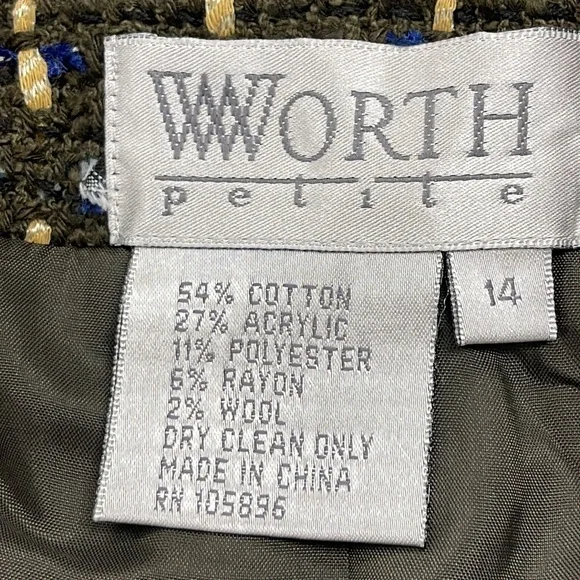 WORTH
petite
14
54% COTTON
27% ACRYLIC
11% POLYESTER
6% RAYON
2% WOOL
DRY CLEAN ONLY
MADE IN CHINA
RN 105896